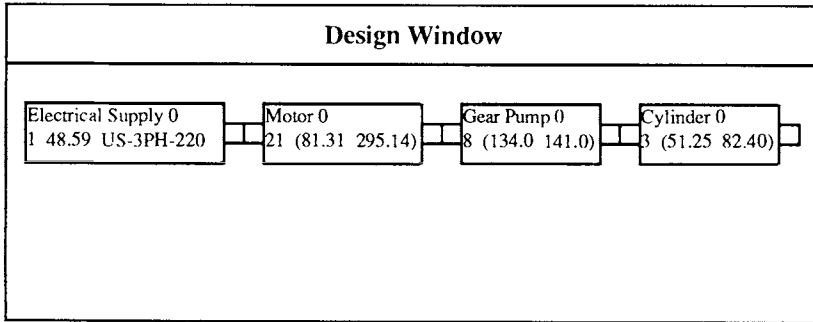 Design Window
Electrical Supply 0
1 48.59 US-3PH-220
Motor 0
21 (81.31 295.14)
Gear Pump 0
8 (134.0 141.0)
Cylinder 0
3 (51.25 82.40)